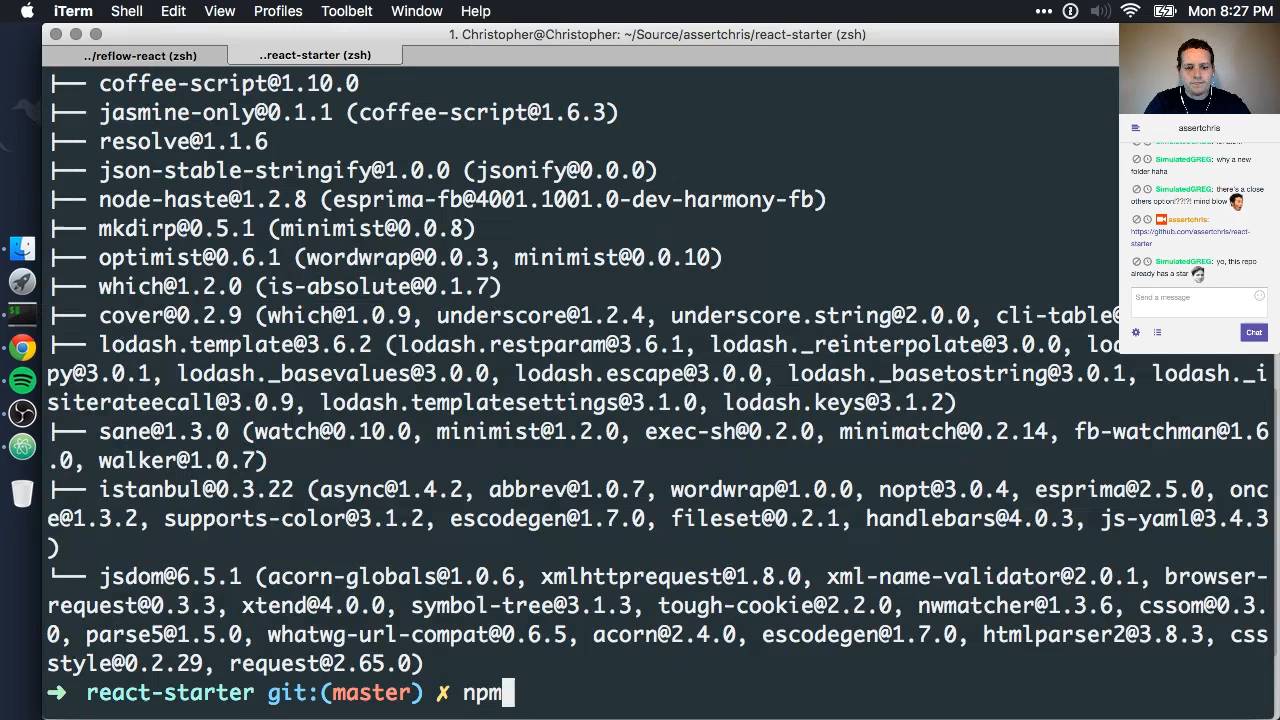 iTerm Shell Edit View Profiles Toolbelt Window Help Mon 8:27 PM
1. Christopher@Christopher: ~/Source/assertchris/react-starter (zsh)
../reflow-react (zsh) ..react-starter (zsh)
├── coffee-script@1.10.0
├── jasmine-only@0.1.1 (coffee-script@1.6.3)
├── resolve@1.1.6
├── json-stable-stringify@1.0.0 (jsonify@0.0.0)
├── node-haste@1.2.8 (esprima-fb@4001.1001.0-dev-harmony-fb)
├── mkdirp@0.5.1 (minimist@0.0.8)
├── optimist@0.6.1 (wordwrap@0.0.3, minimist@0.0.10)
├── which@1.2.0 (is-absolute@0.1.7)
├── cover@0.2.9 (which@1.0.9, underscore@1.2.4, underscore.string@2.0.0, cli-table@
├── lodash.template@3.6.2 (lodash.restparam@3.6.1, lodash._reinterpolate@3.0.0,
py@3.0.1, lodash._basevalues@3.0.0, lodash.escape@3.0.0, lodash._basetostring@3.0.1, lodash._i
siterateecall@3.0.9, lodash.templatesettings@3.1.0, lodash.keys@3.1.2)
├── sane@1.3.0 (watch@0.10.0, minimist@1.2.0, exec-sh@0.2.0, minimatch@0.2.14, fb-watchman@1.6
.0, walker@1.0.7)
├── istanbul@0.3.22 (async@1.4.2, abbrev@1.0.7, wordwrap@1.0.0, nopt@3.0.4, esprima@2.5.0, onc
e@1.3.2, supports-color@3.1.2, escodegen@1.7.0, fileset@0.2.1, handlebars@4.0.3, js-yaml@3.4.3
)
└── jsdom@6.5.1 (acorn-globals@1.0.6, xmlhttprequest@1.8.0, xml-name-validator@2.0.1, browser-
request@0.3.3, xtend@4.0.0, symbol-tree@3.1.3, tough-cookie@2.2.0, nwmatcher@1.3.6, cssom@0.3.
0, parse5@1.5.0, whatwg-url-compat@0.6.5, acorn@2.4.0, escodegen@1.7.0, htmlparser2@3.8.3, css
style@0.2.29, request@2.65.0)
➜ react-starter git:(master) ✗ npm
assertchris
SimulatedGREG: why a new
folder haha
SimulatedGREG: there's a close
others option!??!?! mind blow
assertchris:
https://github.com/assertchris/react-
starter
SimulatedGREG: yo, this repo
already has a star
Send a message
Chat